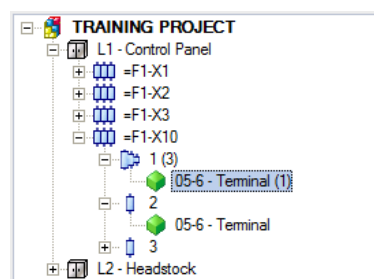 TRAINING PROJECT
L1 - Control Panel
=F1-X1
=F1-X2
=F1-X3
=F1-X10
1 (3)
05-6 - Terminal (1)
2
05-6 - Terminal
3
L2 - Headstock